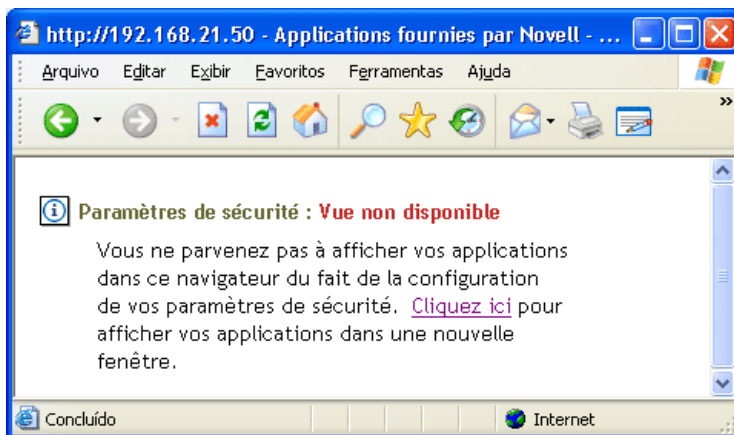 http://192.168.21.50 - Applications fournies par Novell - ...
Arquivo Editar Exibir Favoritos Ferramentas Ajuda
»
Paramètres de sécurité : Vue non disponible
Vous ne parvenez pas à afficher vos applications
dans ce navigateur du fait de la configuration
de vos paramètres de sécurité. Cliquez ici pour
afficher vos applications dans une nouvelle
fenêtre.
Concluído Internet